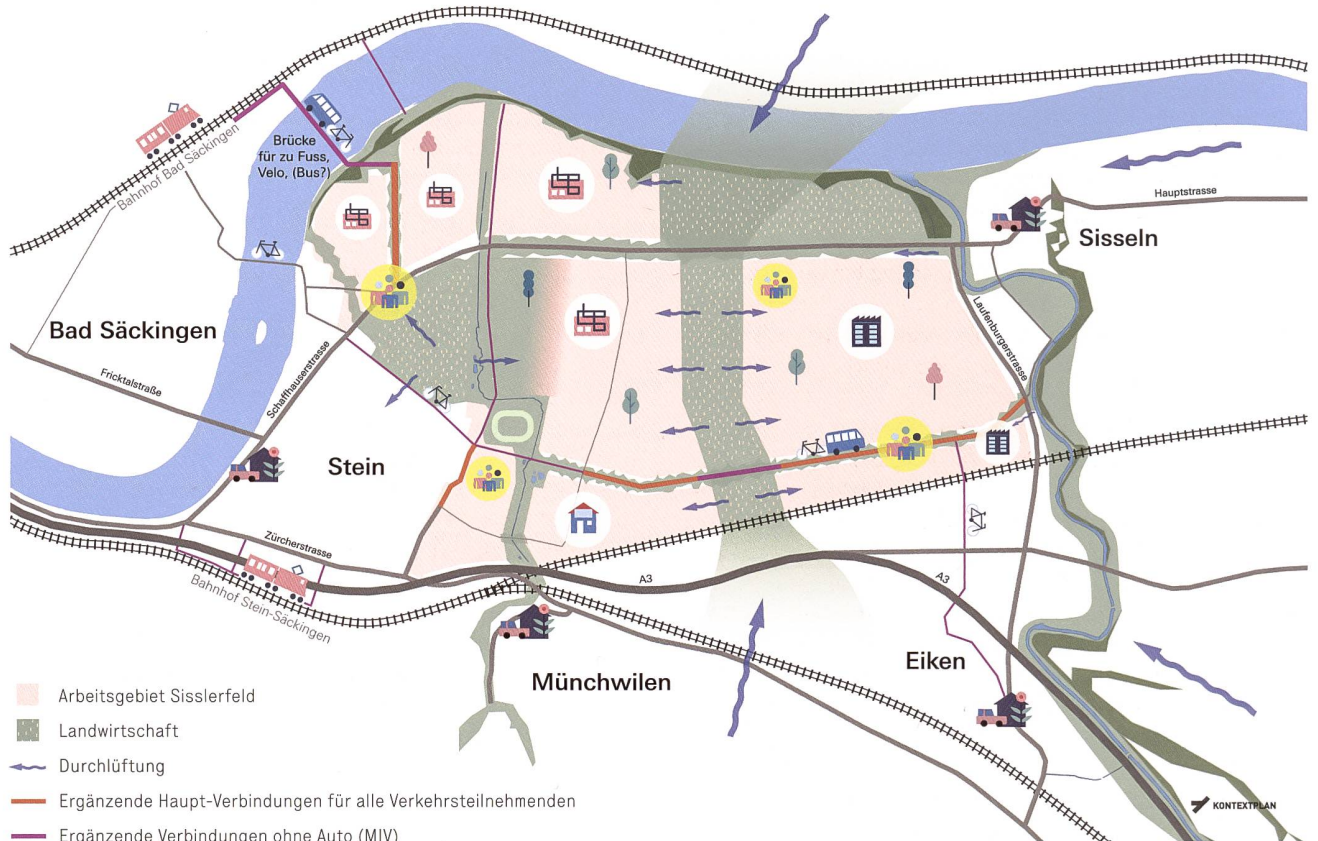 Bahnhof Bad Säckingen
Brücke
für zu Fuss,
Velo, (Bus?)
Hauptstrasse
Sisseln
Bad Säckingen
Fricktalstraße
Schaffhauserstrasse
Laufenburgerstrasse
Stein
Zürcherstrasse
Bahnhof Stein-Säckingen
A3
A3
Münchwilen
Eiken
Arbeitsgebiet Sisslerfeld
Landwirtschaft
Durchlüftung
Ergänzende Haupt-Verbindungen für alle Verkehrsteilnehmenden
Ergänzende Verbindungen ohne Auto (MIV)
KONTEXTPLAN